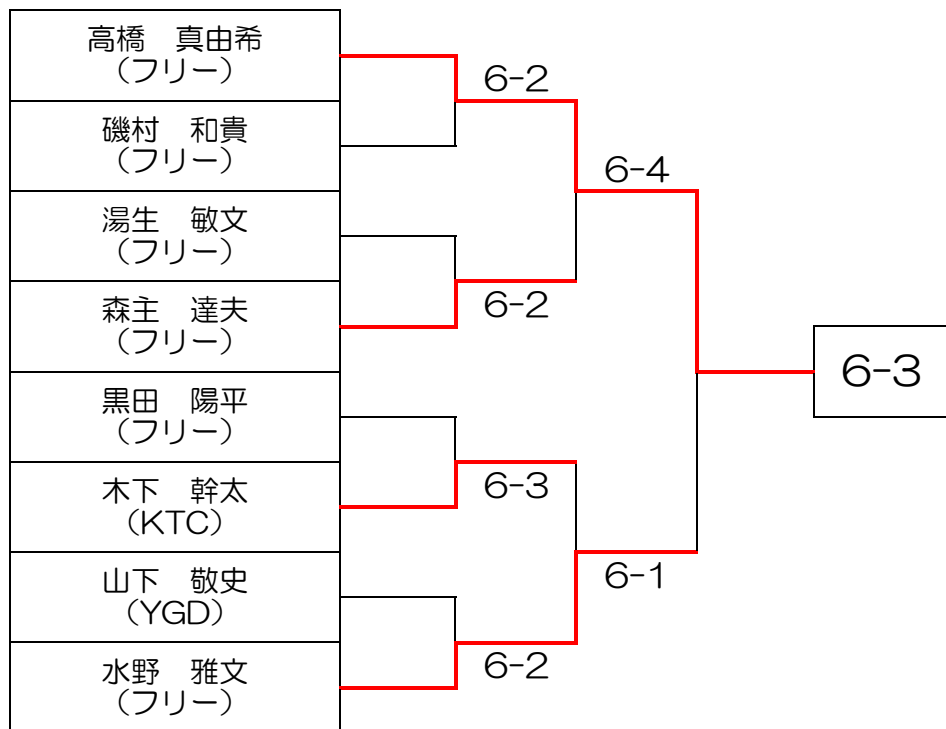 高橋　真由希
（フリー）
磯村　和貴
（フリー）
湯生　敏文
（フリー）
森主　達夫
（フリー）
黒田　陽平
（フリー）
木下　幹太
（KTC）
山下　敬史
（YGD）
水野　雅文
（フリー）
6-2
6-2
6-3
6-2
6-4
6-1
6-3